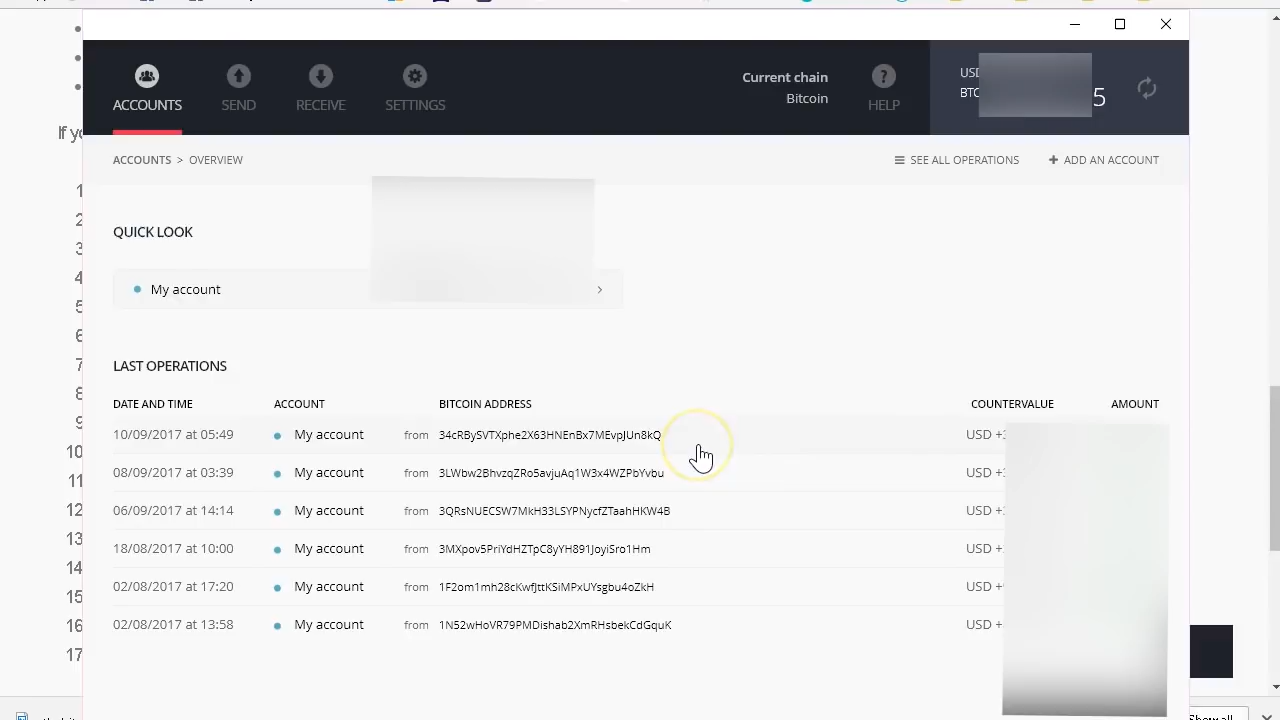 If yo
ACCOUNTS
SEND
RECEIVE
SETTINGS
Current chain
Bitcoin
HELP
USD
BTC
5
ACCOUNTS > OVERVIEW
SEE ALL OPERATIONS
+ ADD AN ACCOUNT
QUICK LOOK
My account
LAST OPERATIONS
DATE AND TIME ACCOUNT BITCOIN ADDRESS COUNTERVALUE AMOUNT
10/09/2017 at 05:49 My account from 34cRBySVTXphe2X63HNEnBx7MEvpJUn8kQ USD +3
08/09/2017 at 03:39 My account from 3LWbw2BhvzqZRo5avjuAq1W3x4WZPbYvbu USD +
06/09/2017 at 14:14 My account from 3QRsNUECSW7MkH33LSYPNycfZTaahHKW4B USD +
18/08/2017 at 10:00 My account from 3MXpov5PriYdHZTpC8yYH891JoyiSro1Hm USD +
02/08/2017 at 17:20 My account from 1F2om1mh28cKwfJttKSiMPxUYsgbu4oZkH USD +
02/08/2017 at 13:58 My account from 1N52wHoVR79PMDishab2XmRHsbekCdGquK USD +
1
2
3
4
5
6
7
8
9
10
11
12
13
14
15
16
17
Show all